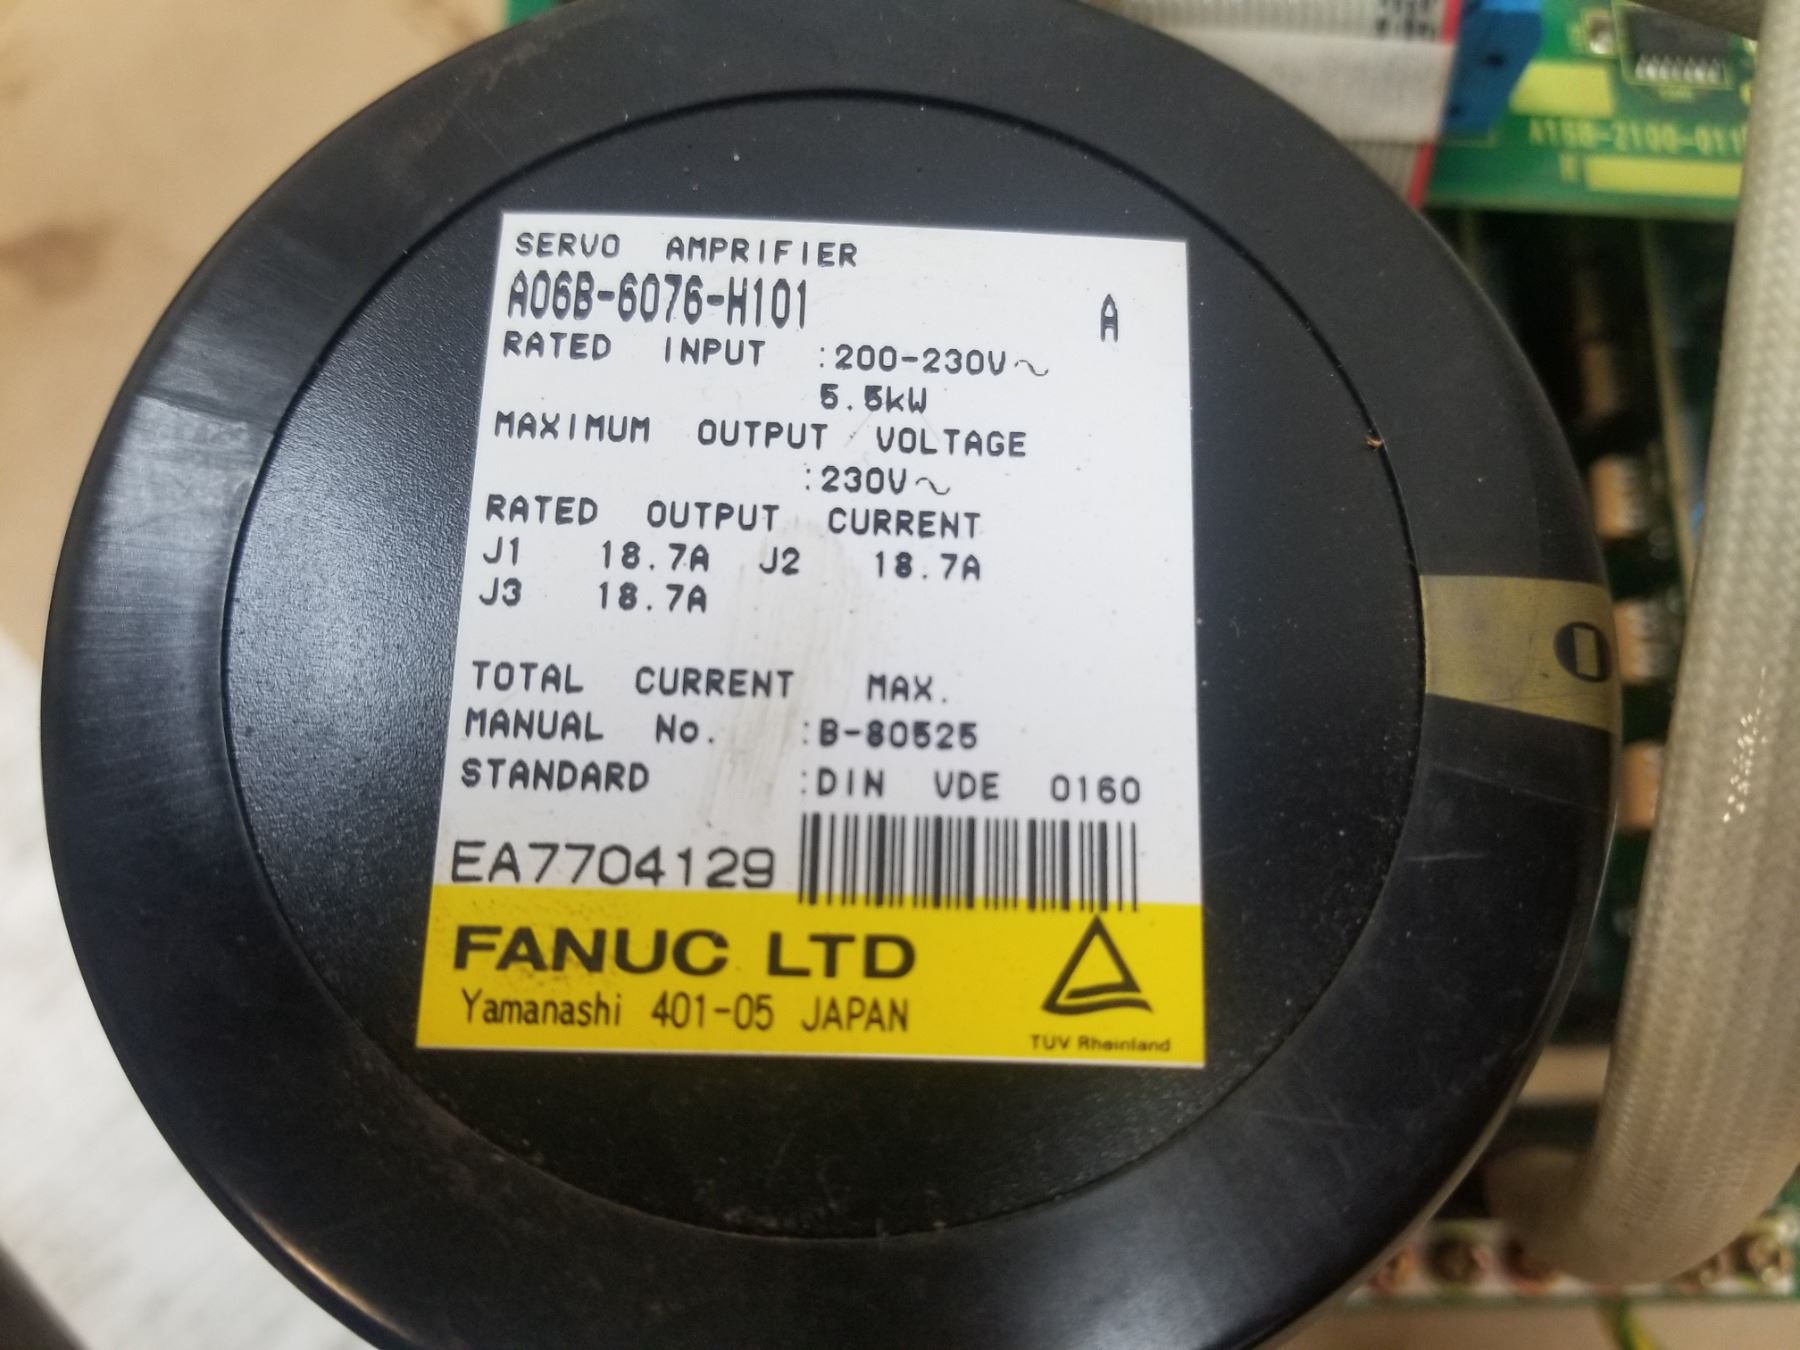 SERVO AMPRIFIER
A06B-6076-H101 A
RATED INPUT :200-230V~
5.5kW
MAXIMUM OUTPUT VOLTAGE
:230V~
RATED OUTPUT CURRENT
J1 18.7A J2 18.7A
J3 18.7A
TOTAL CURRENT MAX.
MANUAL No. :B-80525
STANDARD :DIN VDE 0160
EA7704129
FANUC LTD
Yamanashi 401-05 JAPAN
TUV Rheinland
0